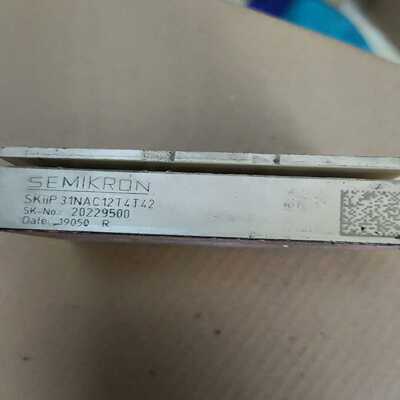 SEMIKRON
SKiiP 31NAC12T4T42
SK-No.: 20229500
Date: 19050 R